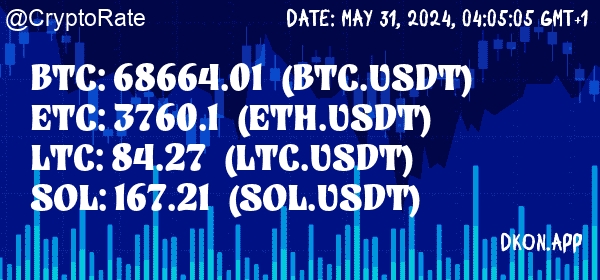 @CryptoRate
DATE: MAY 31, 2024, 04:05:05 GMT+1
BTC: 68664.01 (BTC.USDT)
ETC: 3760.1 (ETH.USDT)
LTC: 84.27 (LTC.USDT)
SOL: 167.21 (SOL.USDT)
DKON.APP